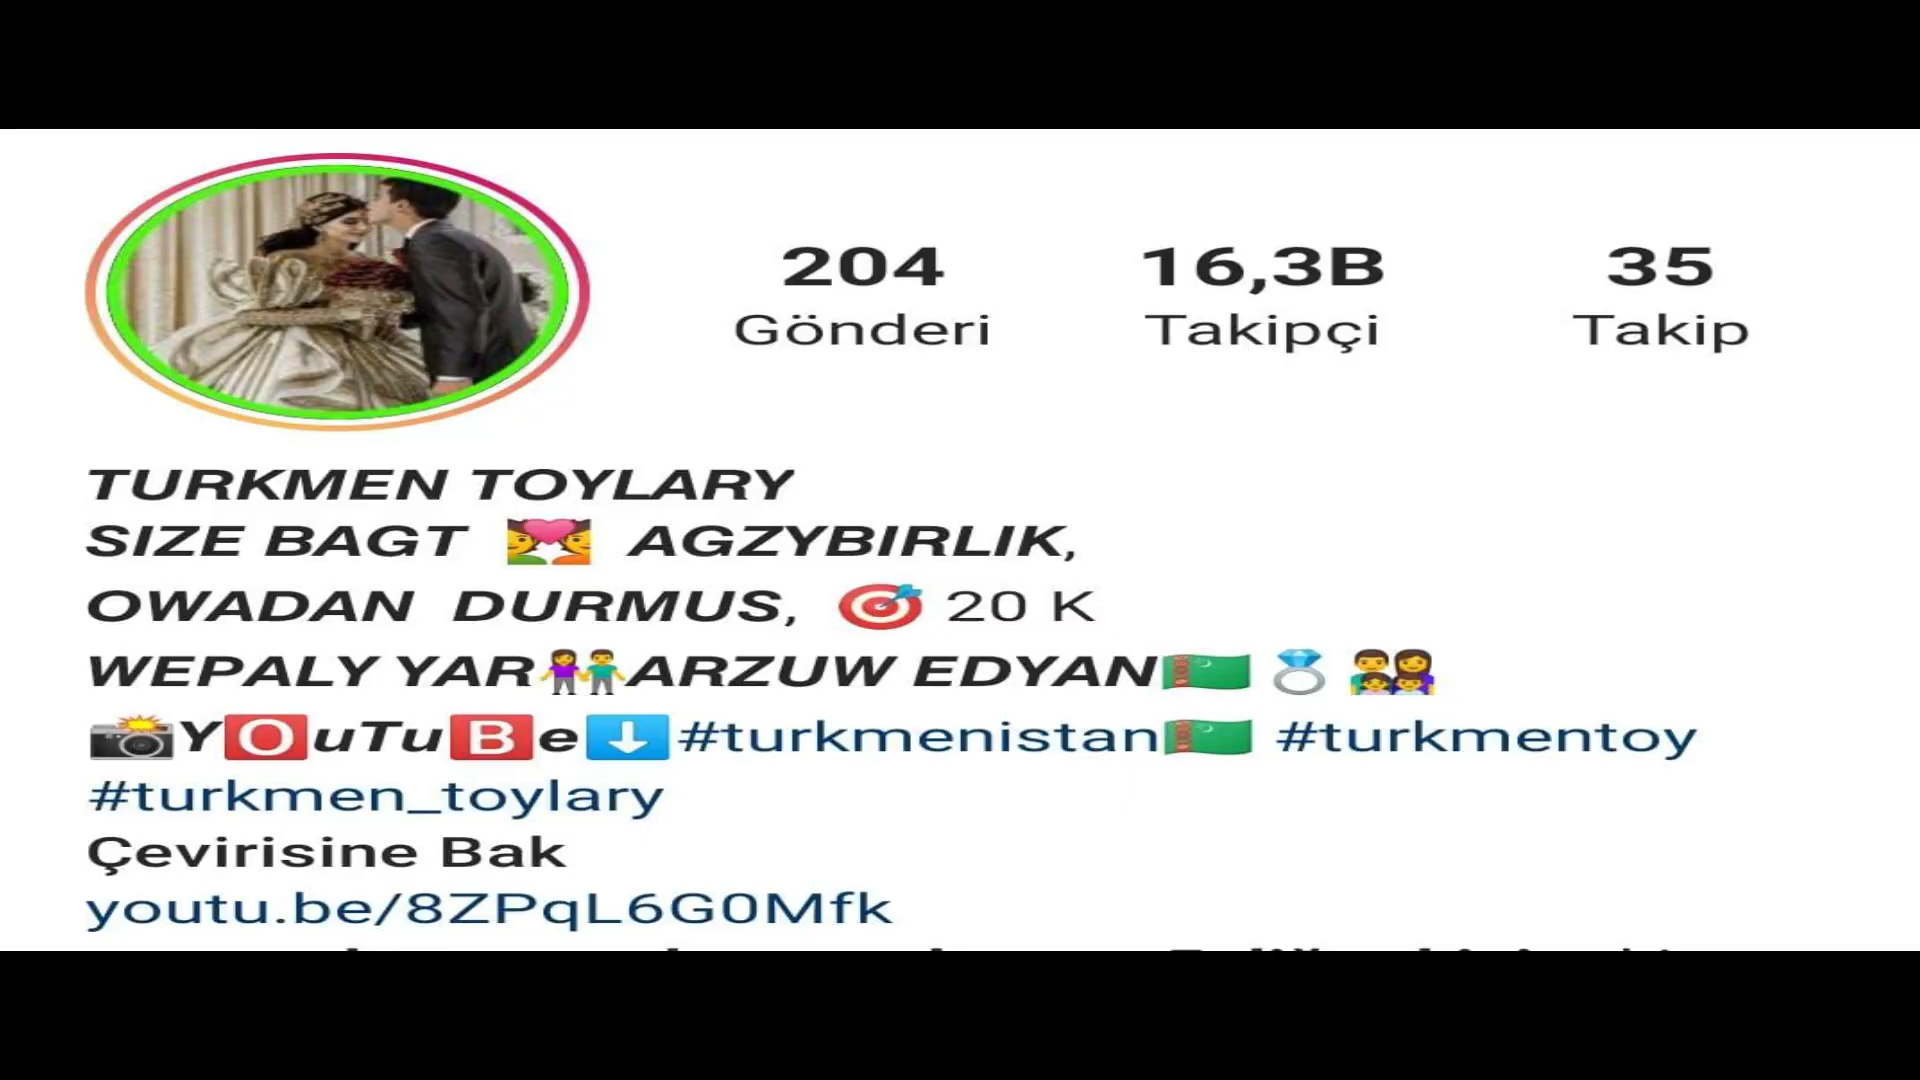 204 16,3B 35
Gönderi Takipçi Takip
TURKMEN TOYLARY
SIZE BAGT 💑 AGZYBIRLIK,
OWADAN DURMUS, 🎯 20 K
WEPALY YAR👫ARZUW EDYAN🇹🇲 💍 👨‍👩‍👧‍👦
📸Y🅾uTu🅱e⬇#turkmenistan🇹🇲 #turkmentoy
#turkmen_toylary
Çevirisine Bak
youtu.be/8ZPqL6G0Mfk